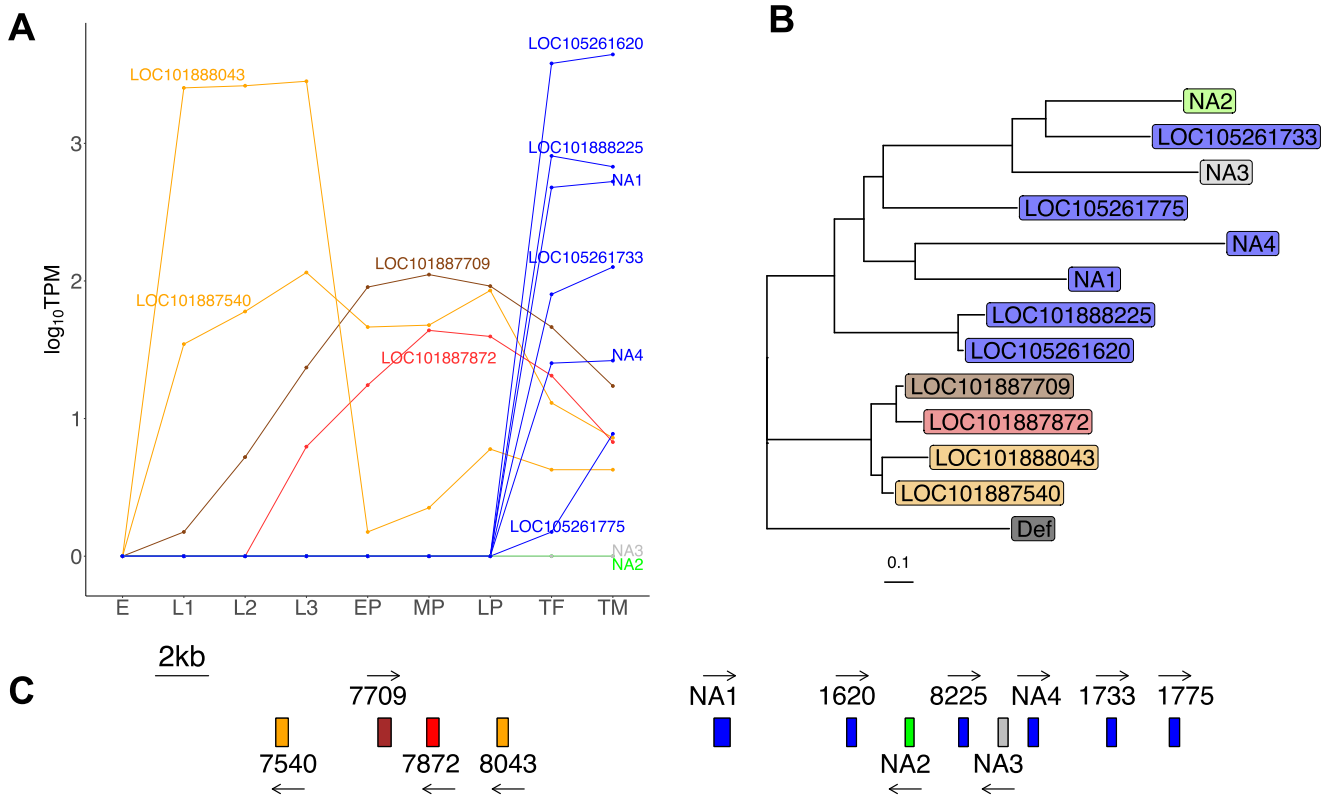 A
LOC105261620
LOC101888043
3
LOC101888225
NA1
LOC105261733
LOC101887709
2
LOC101887540
log10TPM
LOC101887872
NA4
1
LOC105261775
0
NA3
NA2
E L1 L2 L3 EP MP LP TF TM
B
NA2
LOC105261733
NA3
LOC105261775
NA4
NA1
LOC101888225
LOC105261620
LOC101887709
LOC101887872
LOC101888043
LOC101887540
Def
0.1
C
2kb
7709 NA1 1620 8225 NA4 1733 1775
7540 7872 8043 NA2 NA3